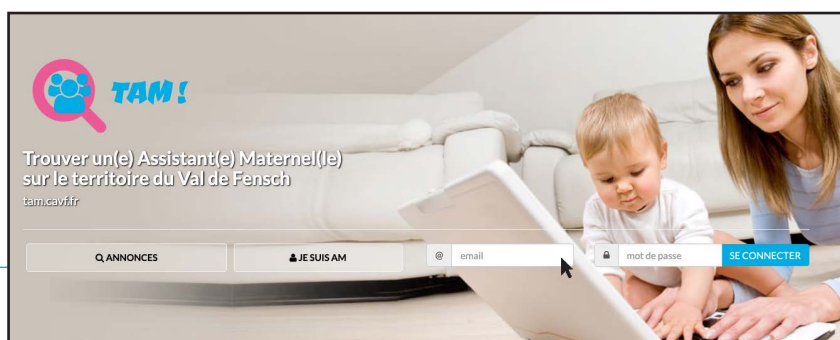 TAM !
Trouver un(e) Assistant(e) Maternel(le)
sur le territoire du Val de Fensch
tam.cavf.fr
ANNONCES
JE SUIS AM
@ email
mot de passe
SE CONNECTER